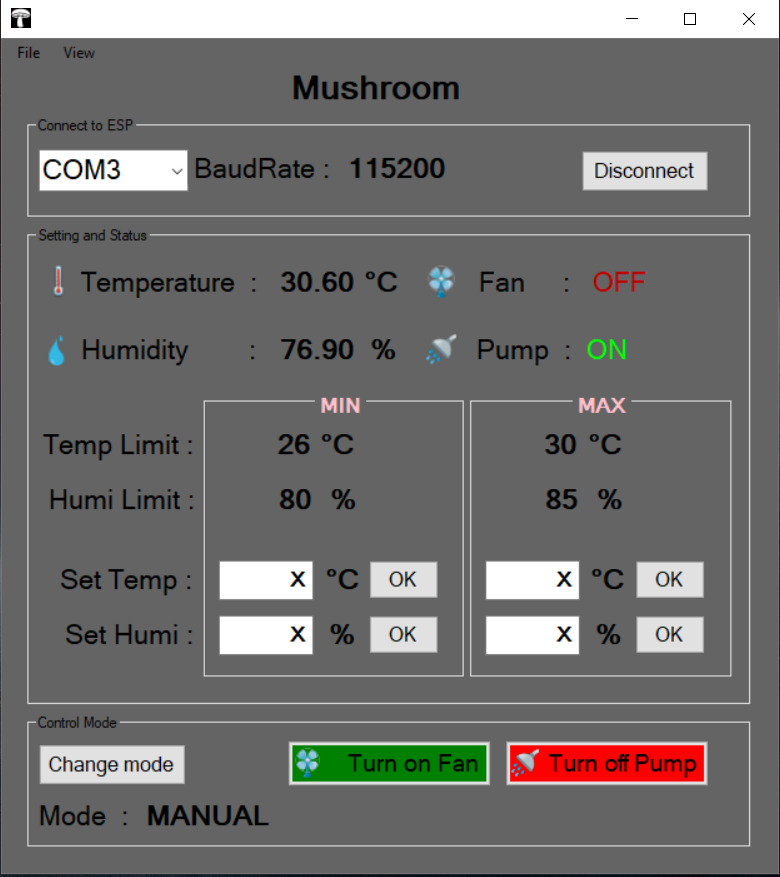 File View
Mushroom
Connect to ESP
COM3 BaudRate : 115200 Disconnect
Setting and Status
Temperature : 30.60 °C Fan : OFF
Humidity : 76.90 % Pump : ON
MIN MAX
Temp Limit : 26 °C 30 °C
Humi Limit : 80 % 85 %
Set Temp : X °C OK X °C OK
Set Humi : X % OK X % OK
Control Mode
Change mode Turn on Fan Turn off Pump
Mode : MANUAL